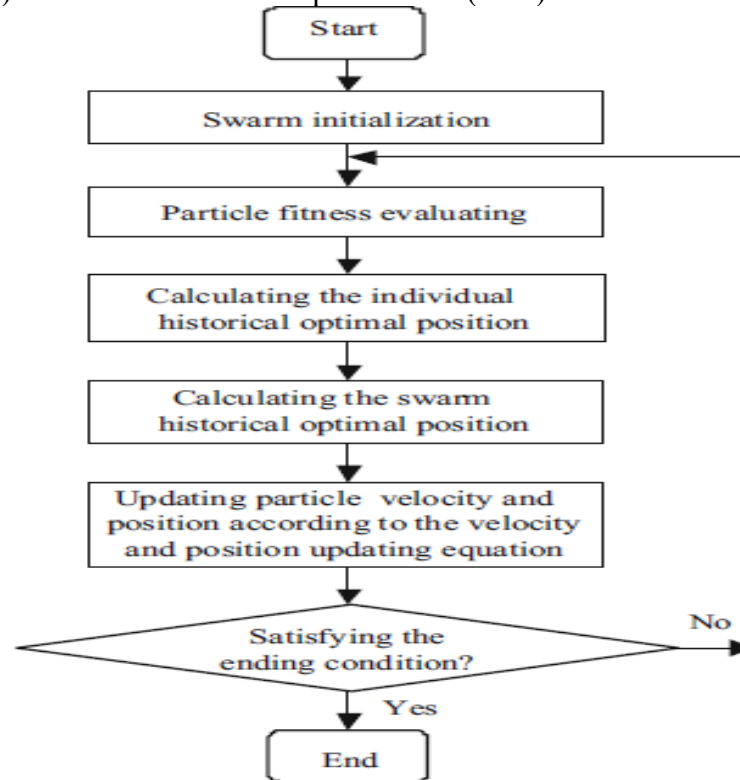 Start
Swarm initialization
Particle fitness evaluating
Calculating the individual
historical optimal position
Calculating the swarm
historical optimal position
Updating particle velocity and
position according to the velocity
and position updating equation
Satisfying the
ending condition?
No
Yes
End